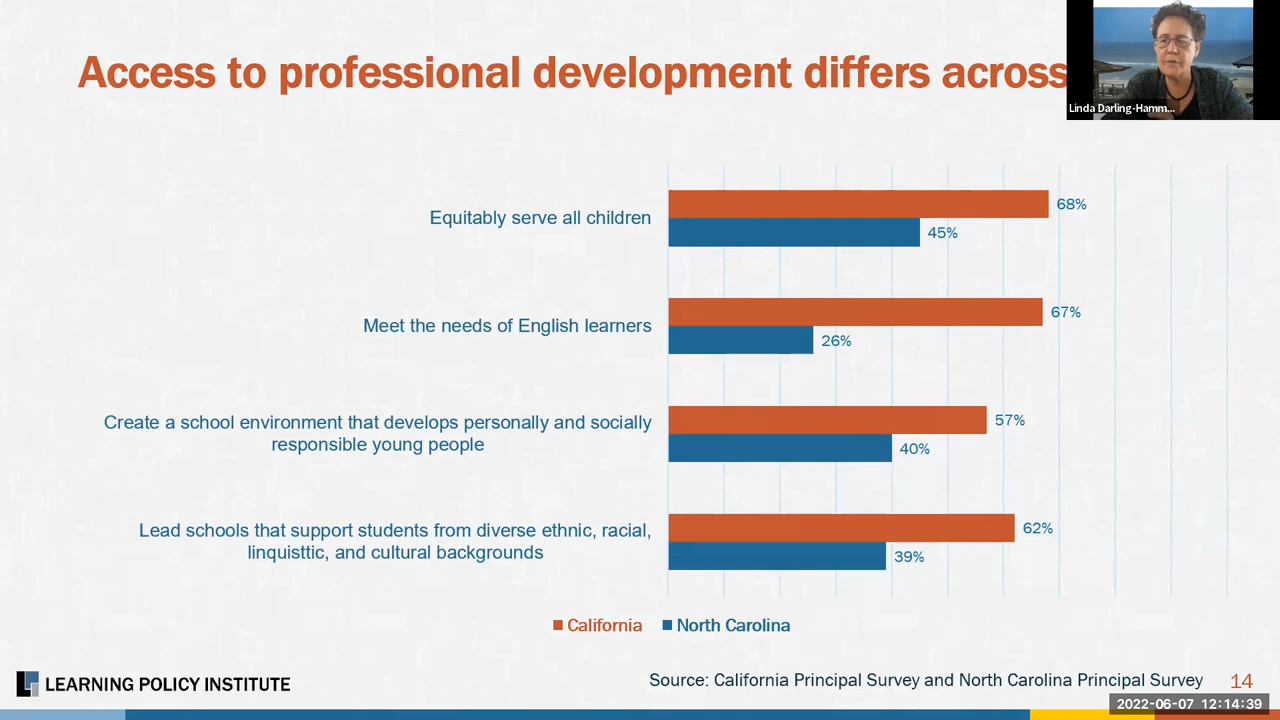 Access to professional development differs across
Linda Darling-Hamm...
Equitably serve all children
68%
45%
Meet the needs of English learners
67%
26%
Create a school environment that develops personally and socially
responsible young people
57%
40%
Lead schools that support students from diverse ethnic, racial,
linquisttic, and cultural backgrounds
62%
39%
California
North Carolina
LEARNING POLICY INSTITUTE
Source: California Principal Survey and North Carolina Principal Survey
14
2022-06-07 12:14:39